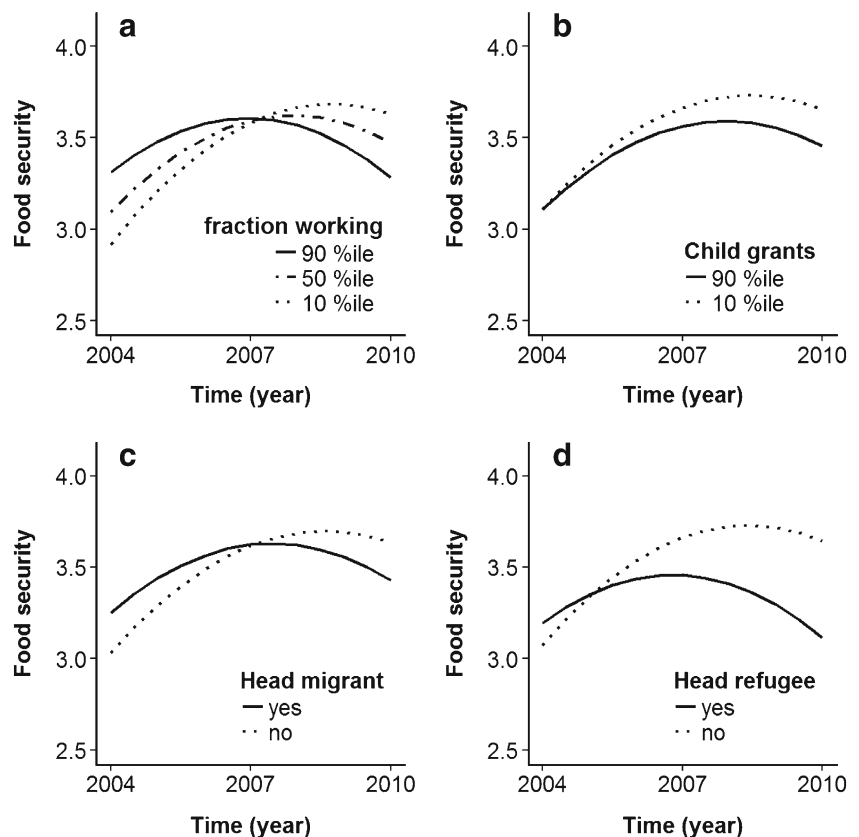 a
4.0
3.5
3.0
2.5
Food security
fraction working
90 %ile
50 %ile
10 %ile
2004 2007 2010
Time (year)
b
4.0
3.5
3.0
2.5
Food security
Child grants
90 %ile
10 %ile
2004 2007 2010
Time (year)
c
4.0
3.5
3.0
2.5
Food security
Head migrant
yes
no
2004 2007 2010
Time (year)
d
4.0
3.5
3.0
2.5
Food security
Head refugee
yes
no
2004 2007 2010
Time (year)